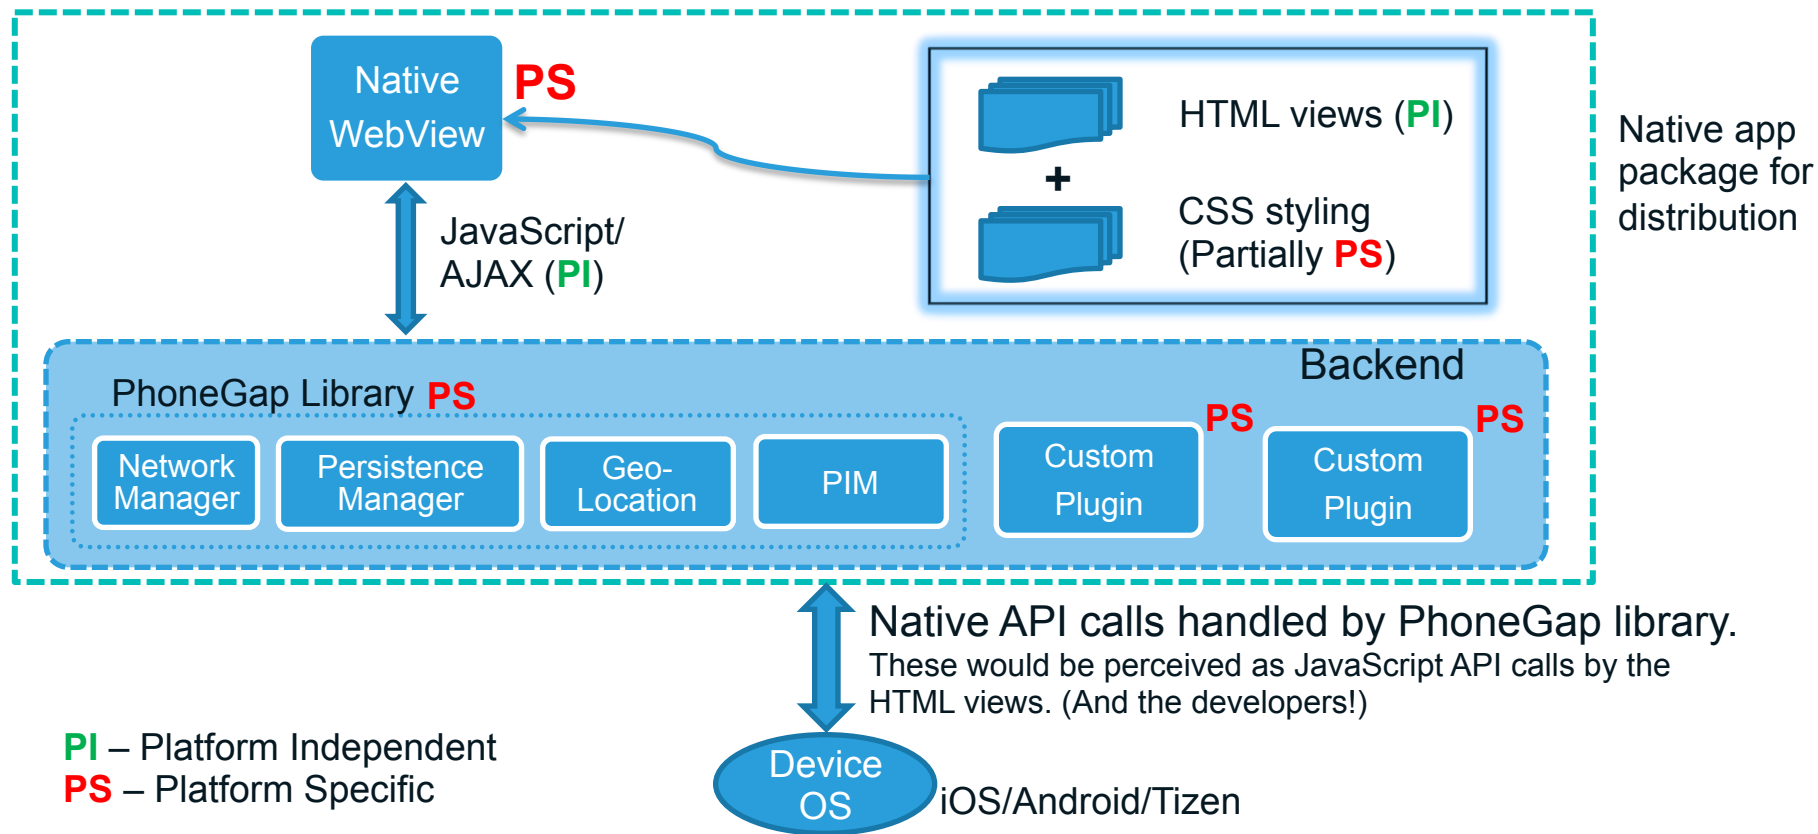 Native
WebView
PS
HTML views (PI)
+
CSS styling
(Partially PS)
Native app
package for
distribution
JavaScript/
AJAX (PI)
Backend
PhoneGap Library PS
PS
PS
Network
Manager
Persistence
Manager
Geo-
Location
PIM
Custom
Plugin
Custom
Plugin
Native API calls handled by PhoneGap library.
These would be perceived as JavaScript API calls by the
HTML views. (And the developers!)
PI – Platform Independent
PS – Platform Specific
Device
OS
iOS/Android/Tizen